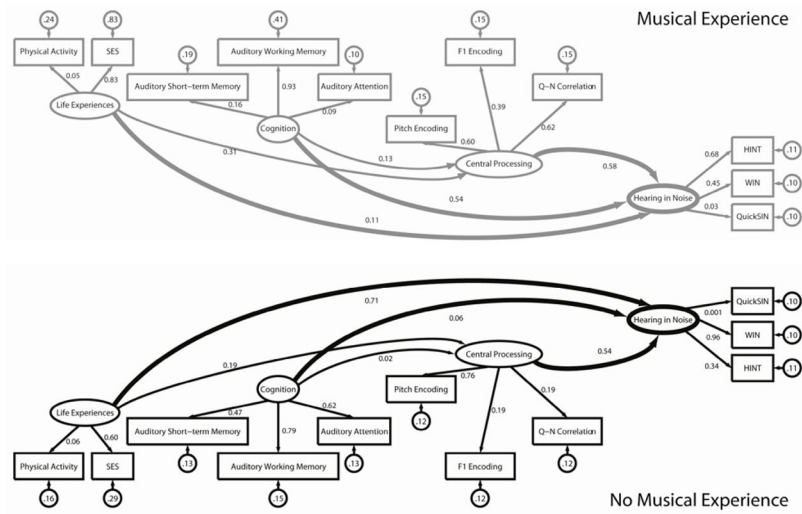 Musical Experience
.24 .83 .41 .15
Physical Activity SES Auditory Working Memory F1 Encoding
.19 .10 .15
0.05 0.83
Auditory Short-term Memory Auditory Attention Q-N Correlation
0.16 0.93 0.09 .15 0.39 0.62
Life Experiences
Cognition Pitch Encoding
0.60
0.31 0.13 Central Processing 0.58
0.68 HINT .11
0.45 WIN .10
0.54 Hearing in Noise
0.03 QuickSIN .10
0.11
0.71 QuickSIN .10
0.06 Hearing in Noise 0.001
0.96 WIN .10
0.19 0.02 Central Processing 0.54
0.34 HINT .11
Cognition Pitch Encoding 0.76 0.19
Life Experiences 0.47 0.62 0.19
.12
0.06 0.60 Auditory Short-term Memory 0.79 Auditory Attention Q-N Correlation
Physical Activity SES .13 Auditory Working Memory .13 F1 Encoding .12
.16 .29 .15 .12
No Musical Experience